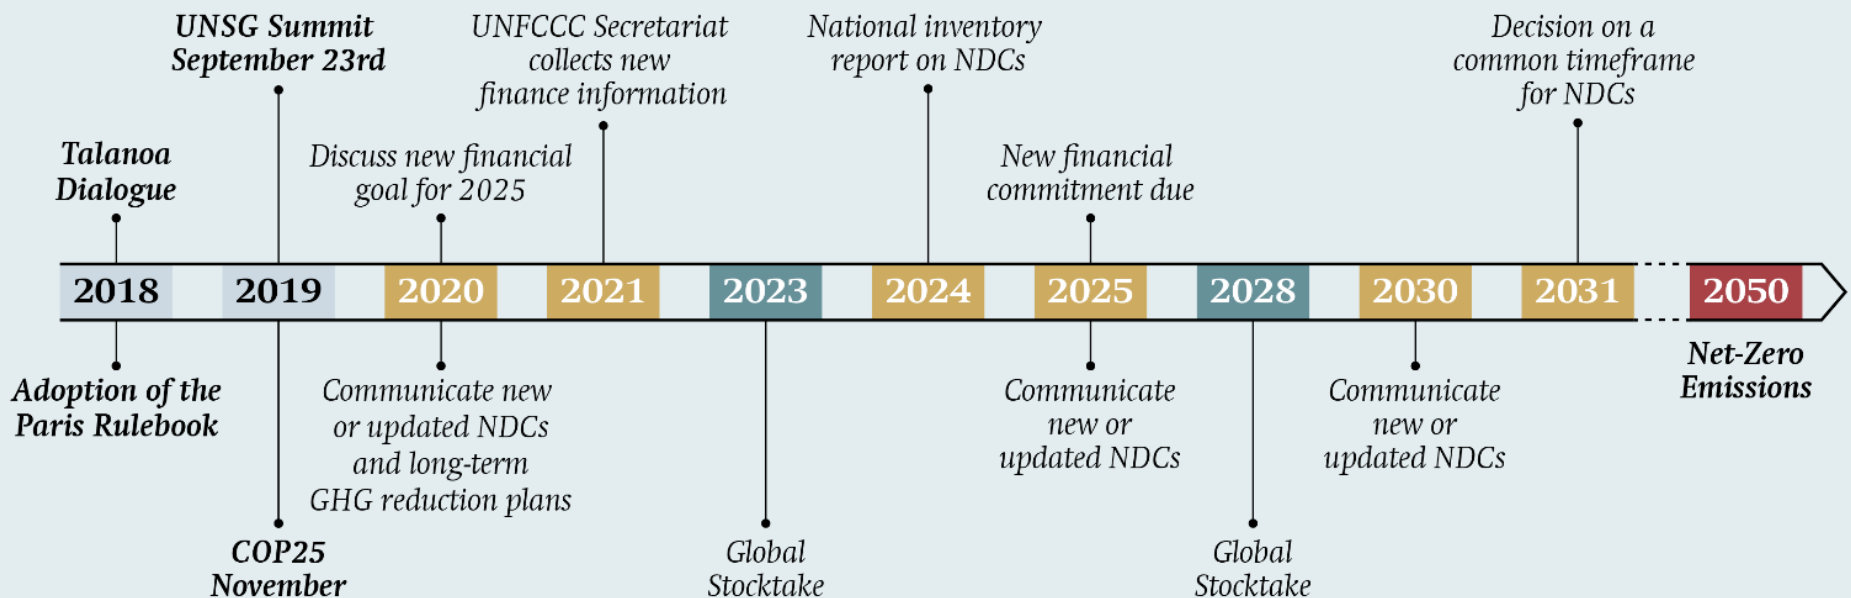 UNSG Summit
September 23rd
UNFCCC Secretariat
collects new
finance information
National inventory
report on NDCs
Decision on a
common timeframe
for NDCs
Talanoa
Dialogue
Discuss new financial
goal for 2025
New financial
commitment due
2018
2019
2020
2021
2023
2024
2025
2028
2030
2031
2050
Adoption of the
Paris Rulebook
Communicate new
or updated NDCs
and long-term
GHG reduction plans
Communicate
new or
updated NDCs
Communicate
new or
updated NDCs
Net-Zero
Emissions
COP25
November
Global
Stocktake
Global
Stocktake